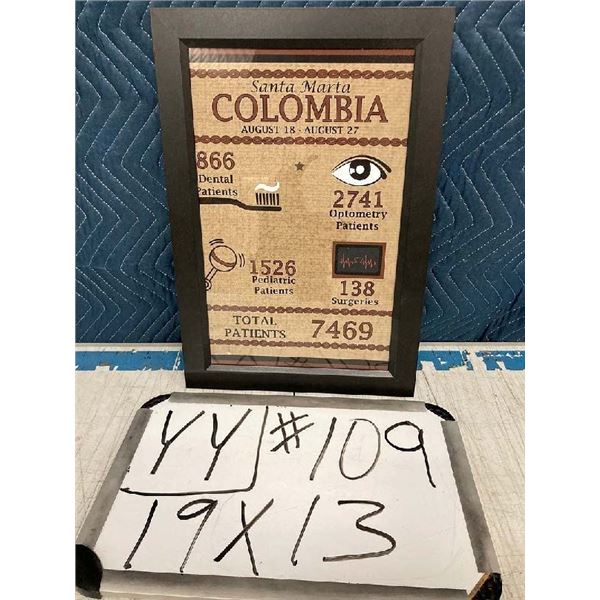 Santa Marta
COLOMBIA
AUGUST 18 - AUGUST 27
866
Dental
Patients
2741
Optometry
Patients
1526
Pediatric
Patients
138
Surgeries
TOTAL
PATIENTS
7469
YY #109
19X13